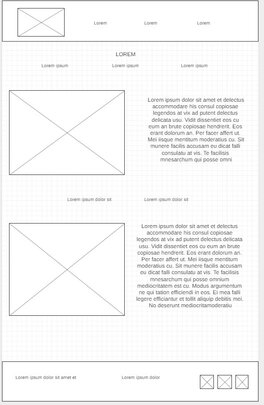 Lorem
Lorem
Lorem
LOREM
Lorem ipsum
Lorem ipsum
Lorem ipsum
Lorem ipsum dolor sit amet et delectus
accommodare his consul copiosae
legendos at vix ad putent delectus
delicata usu. Vidit dissentiet eos cu
eum an brute copiosae hendrerit. Eos
erant dolorum an. Per facer affert ut
Mei iisque mentitum moderatius cu. Sit
munere facilis accusam eu dicat falli
consulatu at vis. Te facilisis
mnesarchum qui posse omni
Lorem ipsum dolor sit
Lorem ipsum dolor sit
Lorem ipsum dolor sit amet et delectus
accommodare his consul copiosae
legendos at vix ad putent delectus delicata
usu. Vidit dissentiet eos cu eum an brute
copiosae hendrerit. Eos erant dolorum an.
Per facer affert ut. Mei iisque mentitum
moderatius cu. Sit munere facilis accusam
eu dicat falli consulatu at vis. Te facilisis
mnesarchum qui posse omnium
mediocritatem est cu. Modus argumentum
ne qui tation efficiendi in eos. Ei mea falli
legere efficiantur et tollit aliquip debitis mei.
No deserunt mediocritatem
Lorem ipsum dolor sit amet et
Lorem ipsum dolor